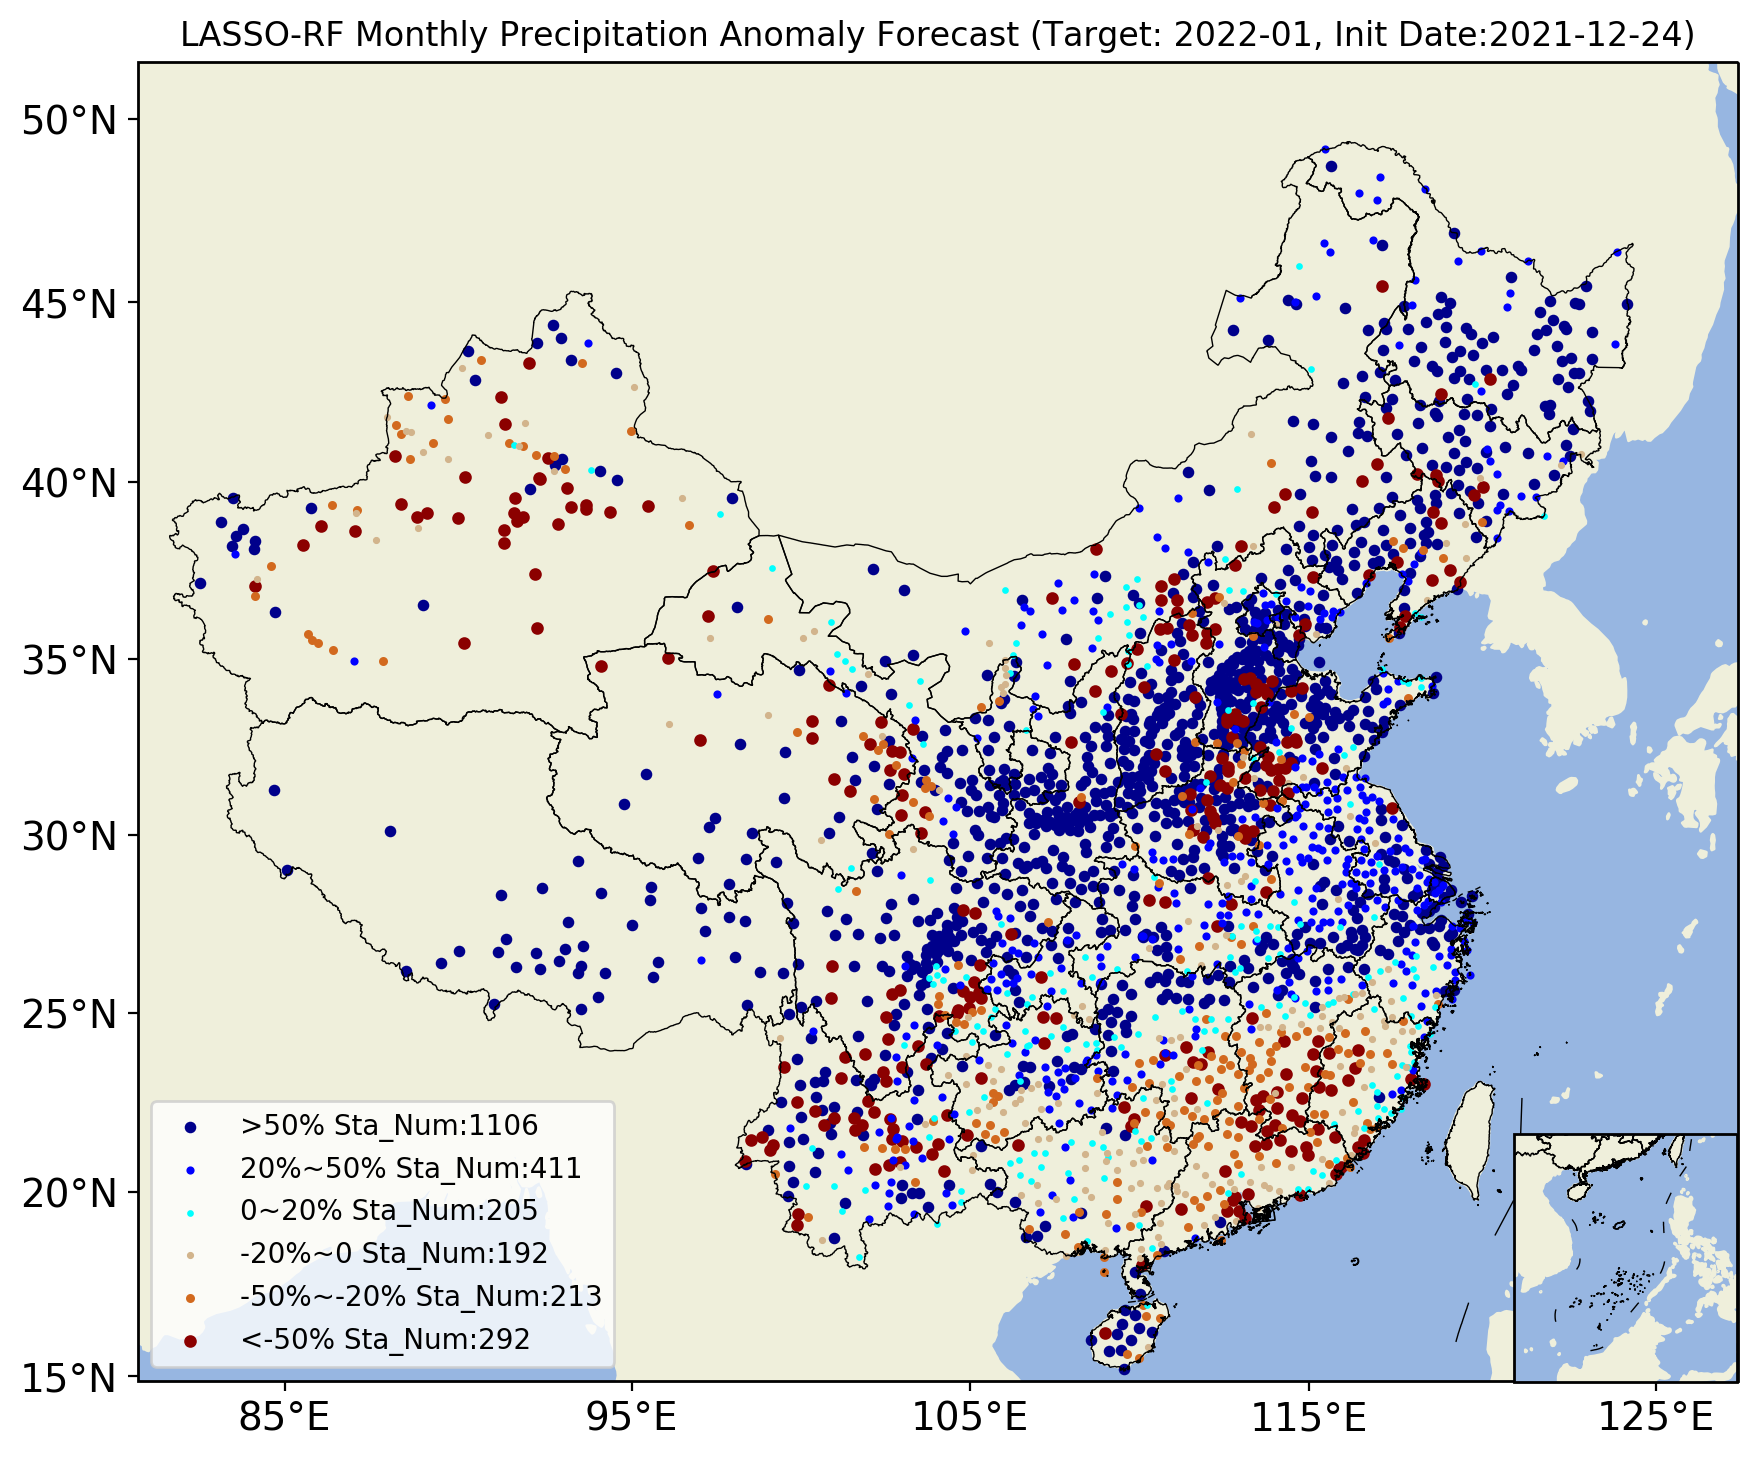 LASSO-RF Monthly Precipitation Anomaly Forecast (Target: 2022-01, Init Date:2021-12-24)
50°N
45°N
40°N
35°N
30°N
25°N
20°N
15°N
>50% Sta_Num:1106
20%~50% Sta_Num:411
0~20% Sta_Num:205
-20%~0 Sta_Num:192
-50%~-20% Sta_Num:213
<-50% Sta_Num:292
85°E
95°E
105°E
115°E
125°E